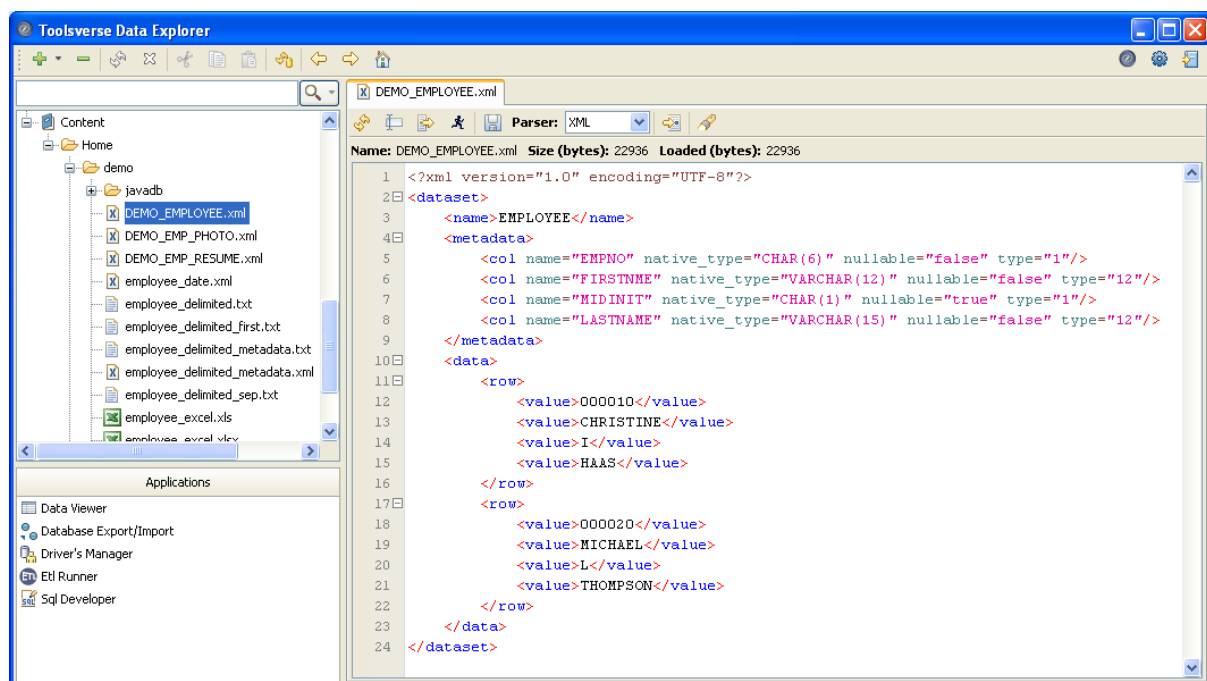 Toolsverse Data Explorer
DEMO_EMPLOYEE.xml
Content
Home
demo
javadb
DEMO_EMPLOYEE.xml
DEMO_EMP_PHOTO.xml
DEMO_EMP_RESUME.xml
employee_date.xml
employee_delimited.txt
employee_delimited_first.txt
employee_delimited_metadata.txt
employee_delimited_metadata.xml
employee_delimited_sep.txt
employee_excel.xls
employee_excel.xlsx
Applications
Data Viewer
Database Export/Import
Driver's Manager
Etl Runner
Sql Developer
Parser: XML
Name: DEMO_EMPLOYEE.xml Size (bytes): 22936 Loaded (bytes): 22936
1 <?xml version="1.0" encoding="UTF-8"?>
2 <dataset>
3 <name>EMPLOYEE</name>
4 <metadata>
5 <col name="EMPNO" native_type="CHAR(6)" nullable="false" type="1"/>
6 <col name="FIRSTNME" native_type="VARCHAR(12)" nullable="false" type="12"/>
7 <col name="MIDINIT" native_type="CHAR(1)" nullable="true" type="1"/>
8 <col name="LASTNAME" native_type="VARCHAR(15)" nullable="false" type="12"/>
9 </metadata>
10 <data>
11 <row>
12 <value>000010</value>
13 <value>CHRISTINE</value>
14 <value>I</value>
15 <value>HAAS</value>
16 </row>
17 <row>
18 <value>000020</value>
19 <value>MICHAEL</value>
20 <value>L</value>
21 <value>THOMPSON</value>
22 </row>
23 </data>
24 </dataset>